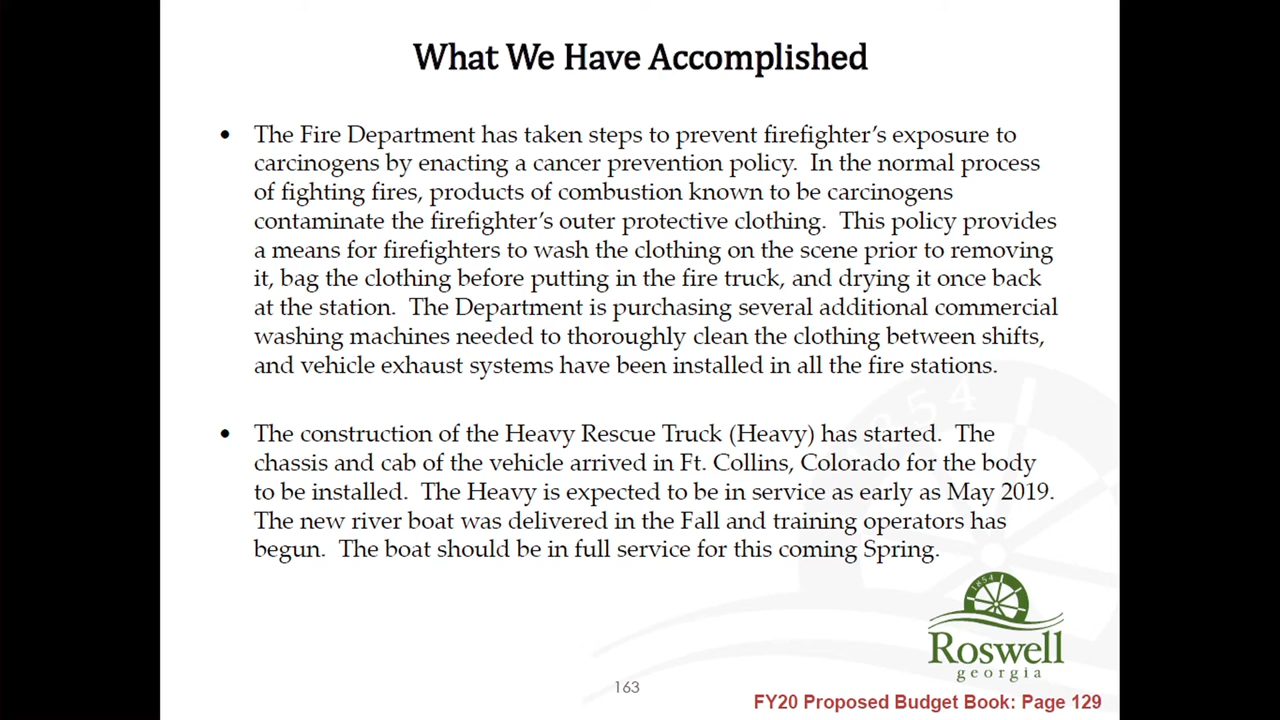 What We Have Accomplished
• The Fire Department has taken steps to prevent firefighter's exposure to
carcinogens by enacting a cancer prevention policy.  In the normal process
of fighting fires, products of combustion known to be carcinogens
contaminate the firefighter's outer protective clothing.  This policy provides
a means for firefighters to wash the clothing on the scene prior to removing
it, bag the clothing before putting in the fire truck, and drying it once back
at the station.  The Department is purchasing several additional commercial
washing machines needed to thoroughly clean the clothing between shifts,
and vehicle exhaust systems have been installed in all the fire stations.
• The construction of the Heavy Rescue Truck (Heavy) has started.  The
chassis and cab of the vehicle arrived in Ft. Collins, Colorado for the body
to be installed.  The Heavy is expected to be in service as early as May 2019.
The new river boat was delivered in the Fall and training operators has
begun.  The boat should be in full service for this coming Spring.
1854
1854
Roswell
georgia
163
FY20 Proposed Budget Book: Page 129